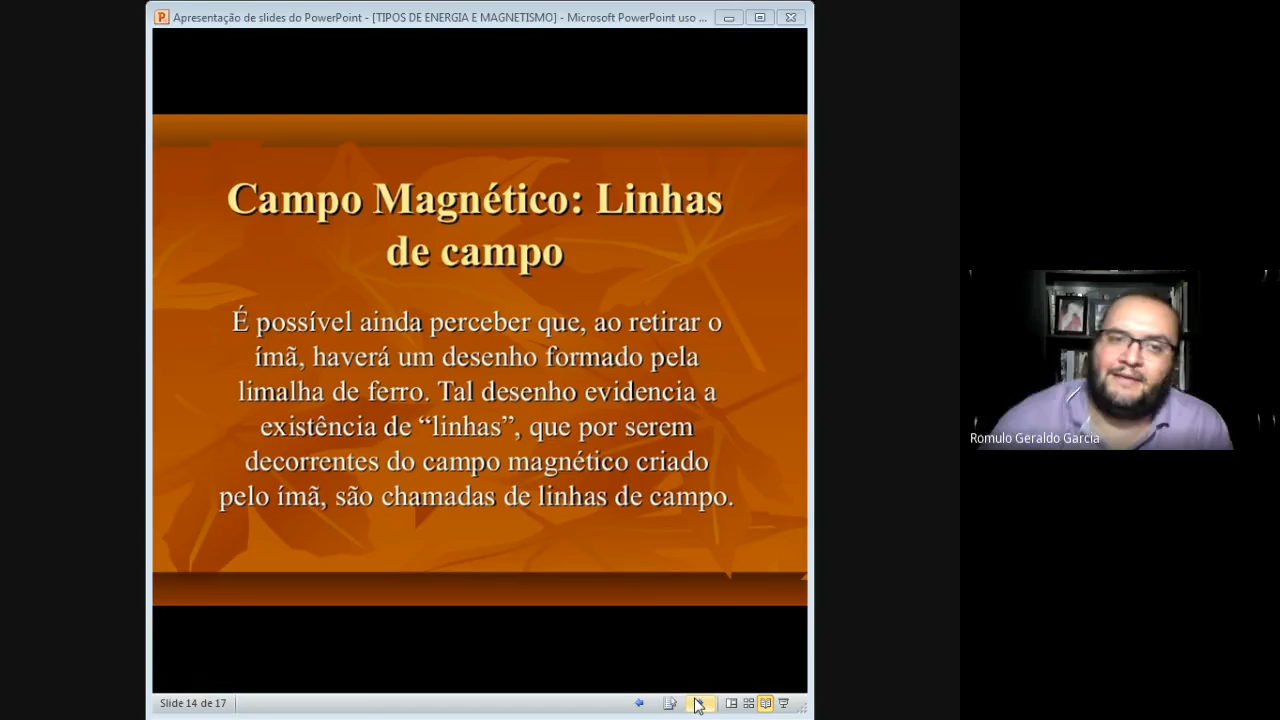 Apresentação de slides do PowerPoint - [TIPOS DE ENERGIA E MAGNETISMO] - Microsoft PowerPoint uso ...
Campo Magnético: Linhas
de campo
É possível ainda perceber que, ao retirar o
ímã, haverá um desenho formado pela
limalha de ferro. Tal desenho evidencia a
existência de “linhas”, que por serem
decorrentes do campo magnético criado
pelo ímã, são chamadas de linhas de campo.
Romulo Geraldo Garcia
Slide 14 de 17